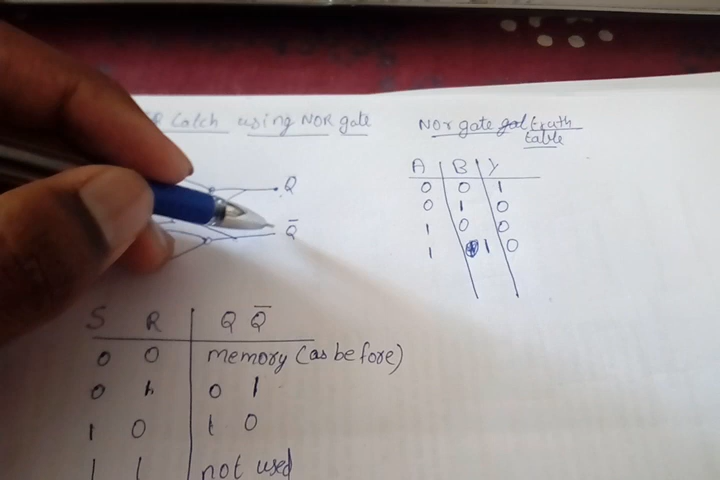 Latch using NOR gate
NOr gate truth
table
A B Y
0 0 1
0 1 0
1 0 0
1 1 0
Q
Q̅
S R Q Q̅
0 0 memory (as before)
0 1 0 1
1 0 1 0
1 1 not used